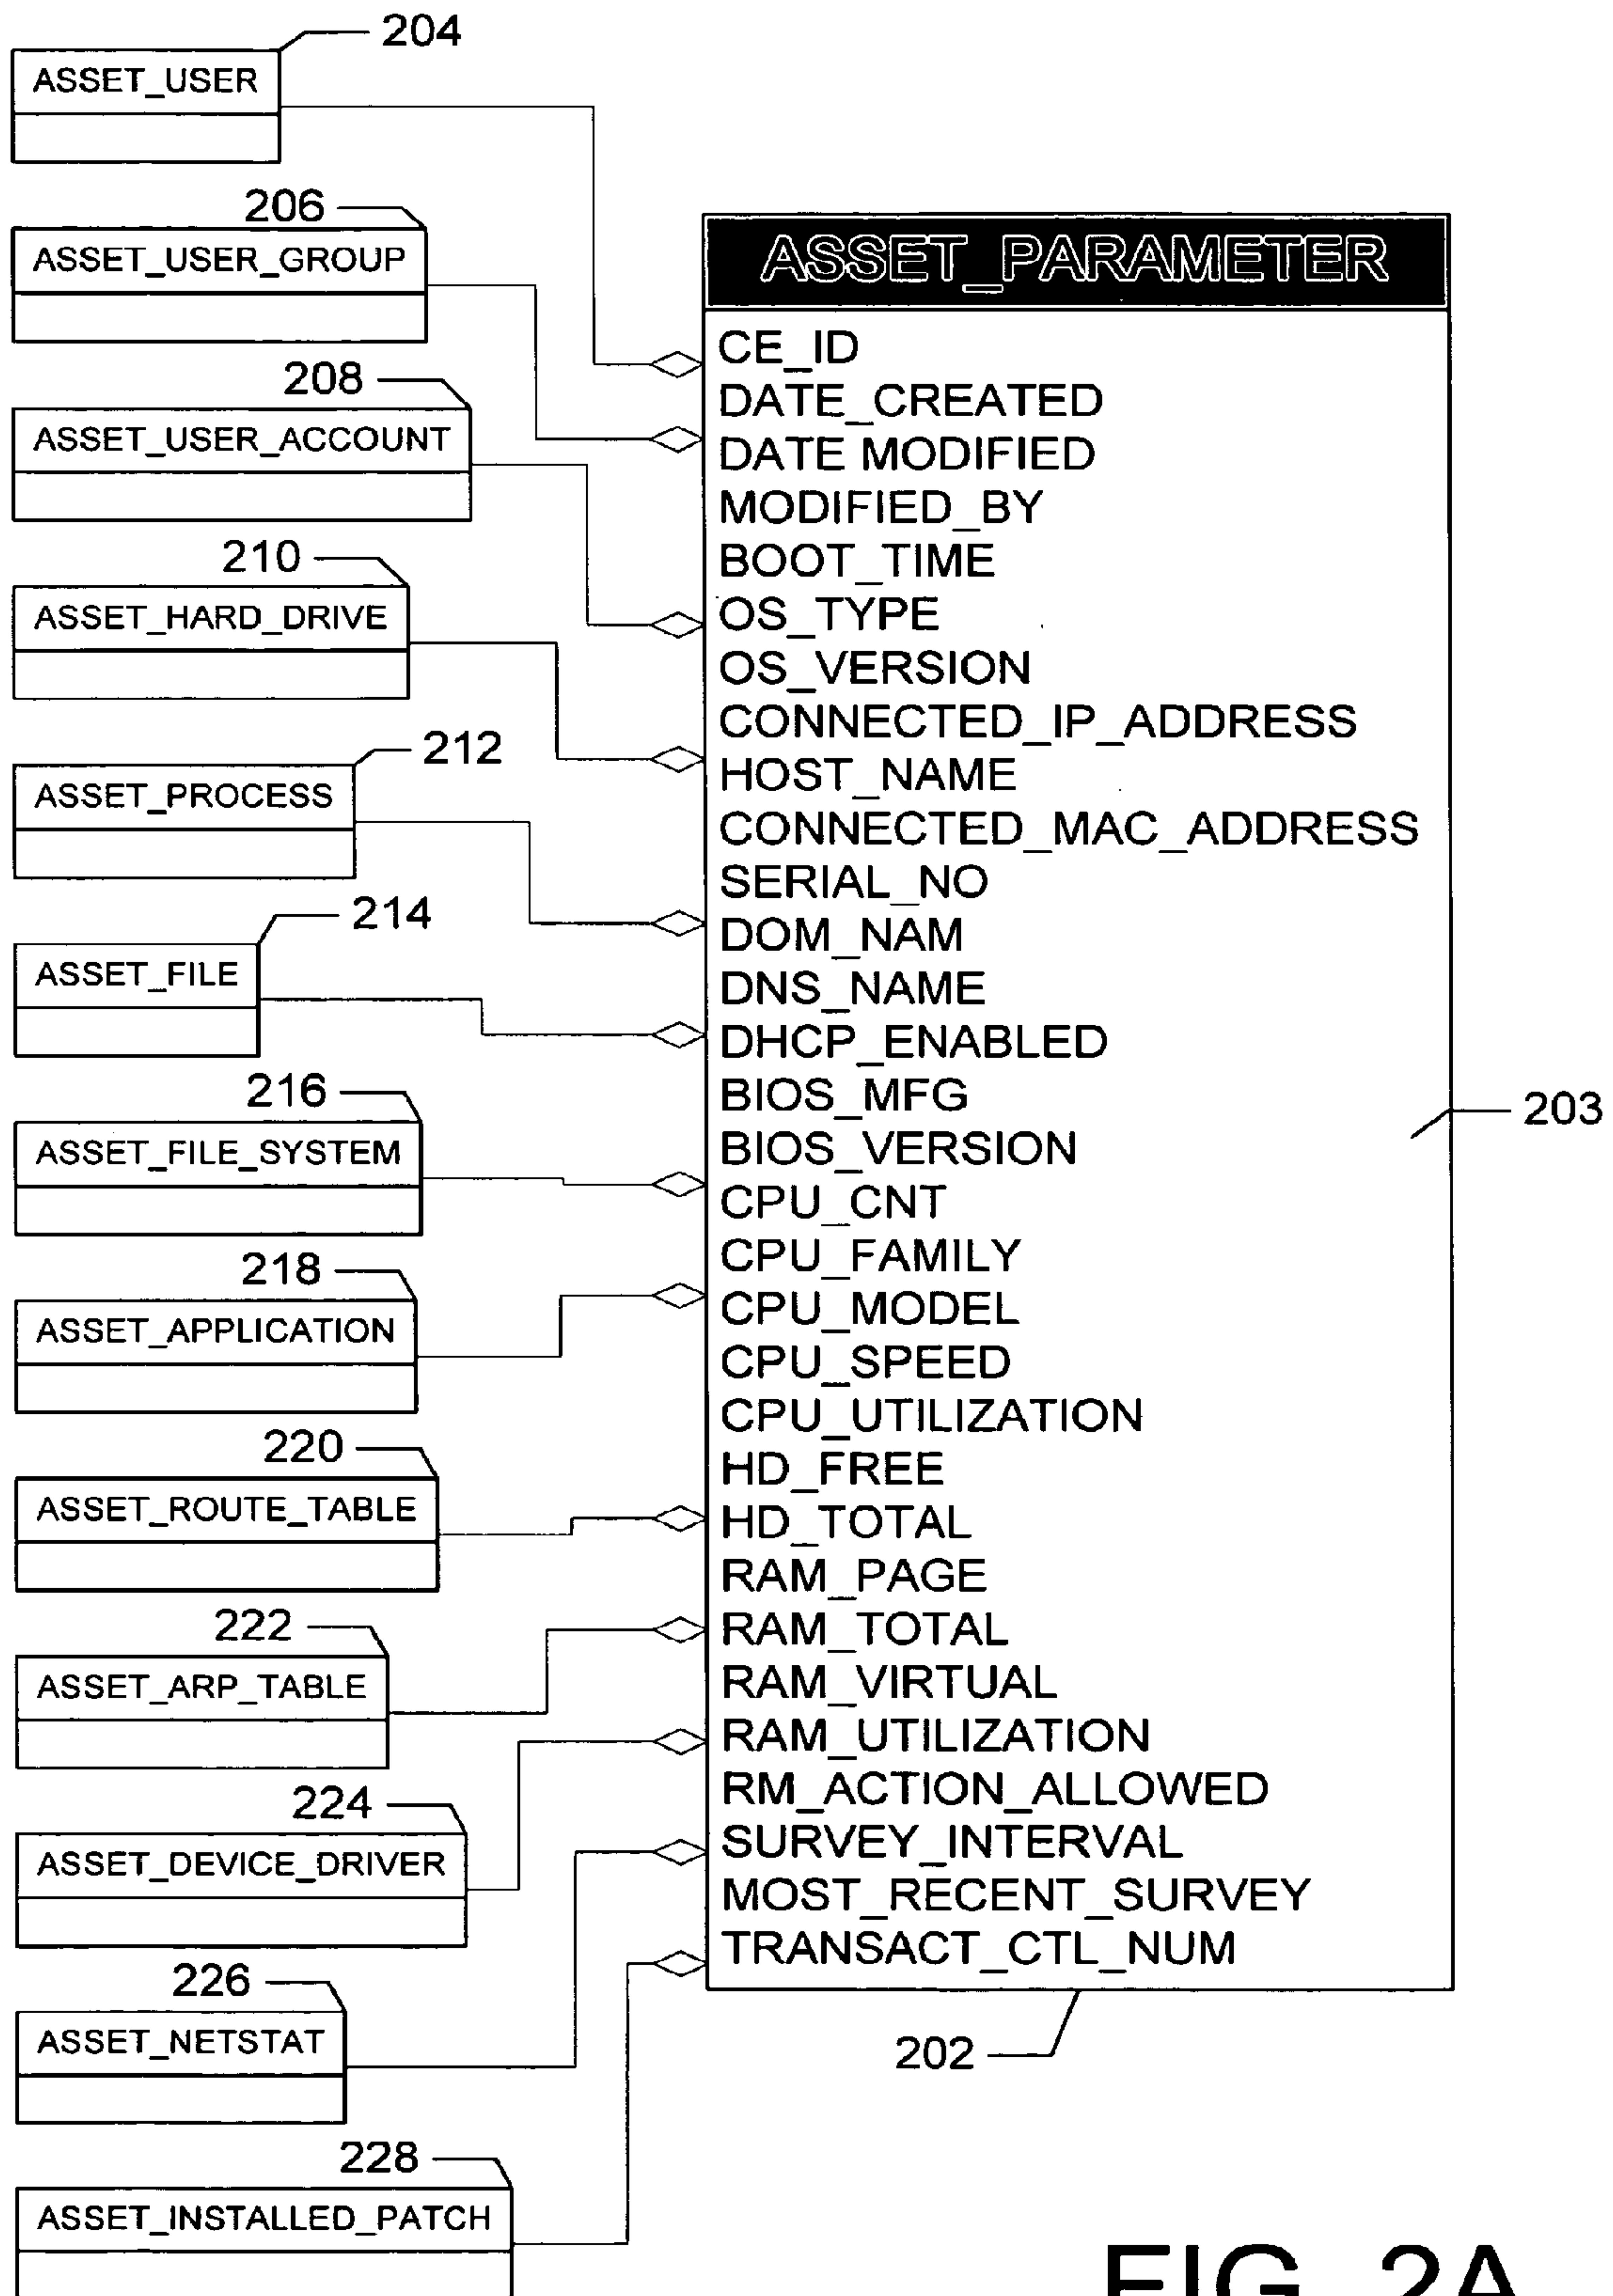 204
ASSET_USER
206
ASSET_USER_GROUP
208
ASSET_USER_ACCOUNT
210
ASSET_HARD_DRIVE
212
ASSET_PROCESS
214
ASSET_FILE
216
ASSET_FILE_SYSTEM
218
ASSET_APPLICATION
220
ASSET_ROUTE_TABLE
222
ASSET_ARP_TABLE
224
ASSET_DEVICE_DRIVER
226
ASSET_NETSTAT
228
ASSET_INSTALLED_PATCH
ASSET_PARAMETER
CE_ID
DATE_CREATED
DATE MODIFIED
MODIFIED_BY
BOOT_TIME
OS_TYPE
OS_VERSION
CONNECTED_IP_ADDRESS
HOST_NAME
CONNECTED_MAC_ADDRESS
SERIAL_NO
DOM_NAM
DNS_NAME
DHCP_ENABLED
BIOS_MFG
BIOS_VERSION
CPU_CNT
CPU_FAMILY
CPU_MODEL
CPU_SPEED
CPU_UTILIZATION
HD_FREE
HD_TOTAL
RAM_PAGE
RAM_TOTAL
RAM_VIRTUAL
RAM_UTILIZATION
RM_ACTION_ALLOWED
SURVEY_INTERVAL
MOST_RECENT_SURVEY
TRANSACT_CTL_NUM
203
202
FIG. 2A